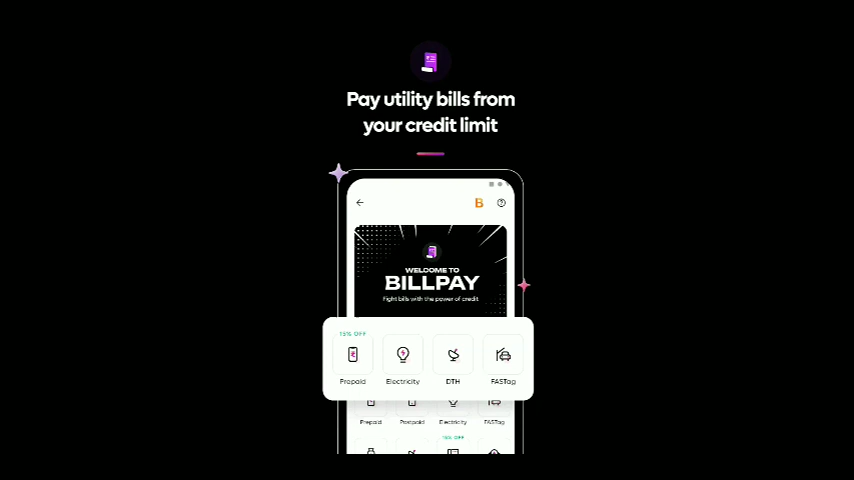 Pay utility bills from
your credit limit
B
WELCOME TO
BILLPAY
Fight bills with the power of credit
15% OFF
Prepaid Electricity DTH FASTag
Prepaid Postpaid Electricity FASTag
15% OFF